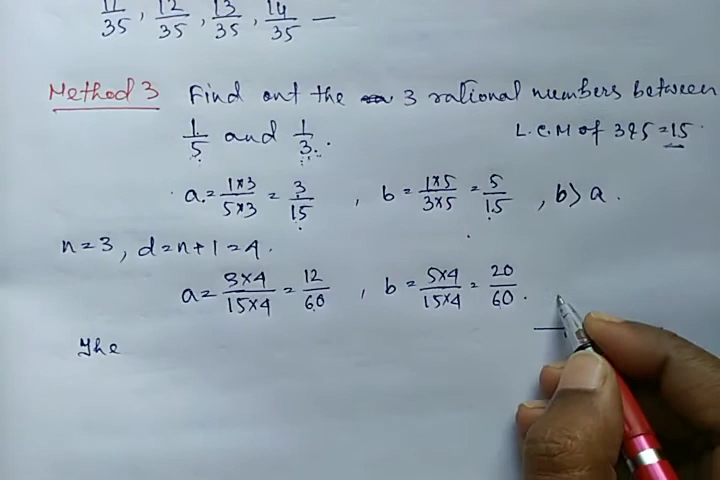 11/35, 12/35, 13/35, 14/35 —
Method 3 Find out the 3 rational numbers between
1/5 and 1/3. L.C.M of 3&5=15
a = 1×3/5×3 = 3/15, b = 1×5/3×5 = 5/15, b>a.
n=3, d=n+1=4.
a = 3×4/15×4 = 12/60, b = 5×4/15×4 = 20/60.
The